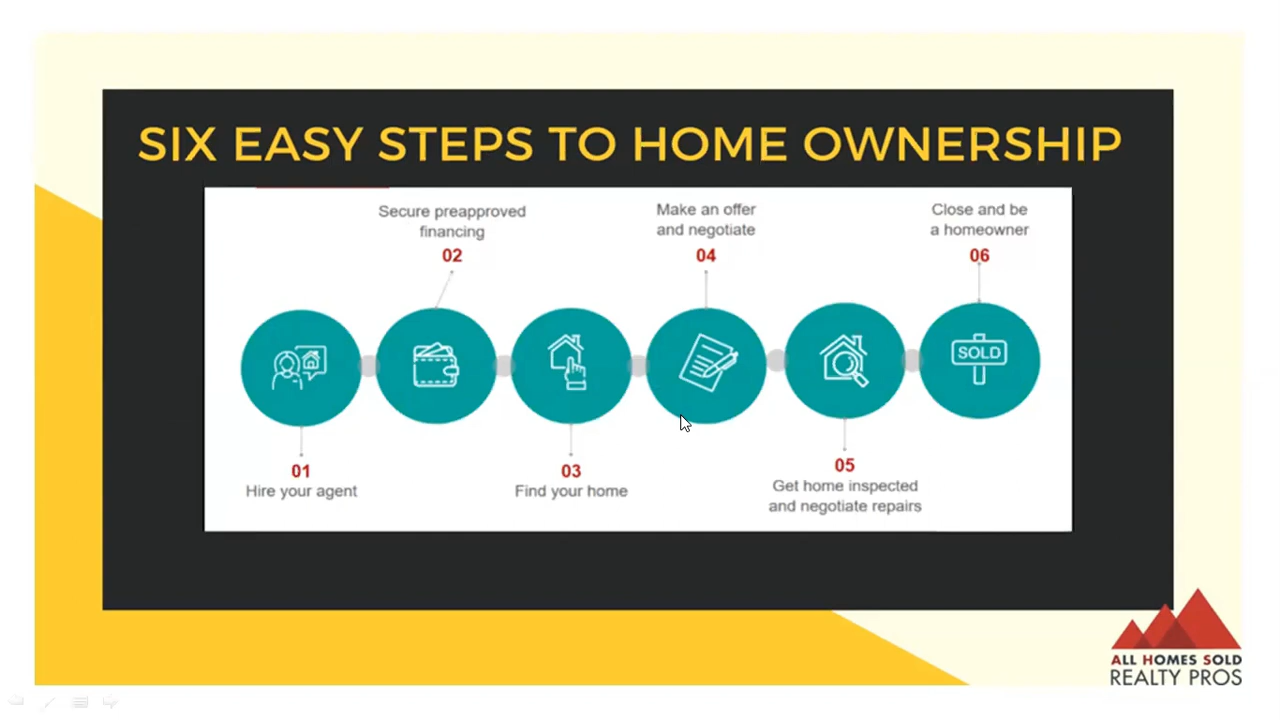 SIX EASY STEPS TO HOME OWNERSHIP
Secure preapproved
financing
02
Make an offer
and negotiate
04
Close and be
a homeowner
06
SOLD
01
Hire your agent
03
Find your home
05
Get home inspected
and negotiate repairs
ALL HOMES SOLD
REALTY PROS